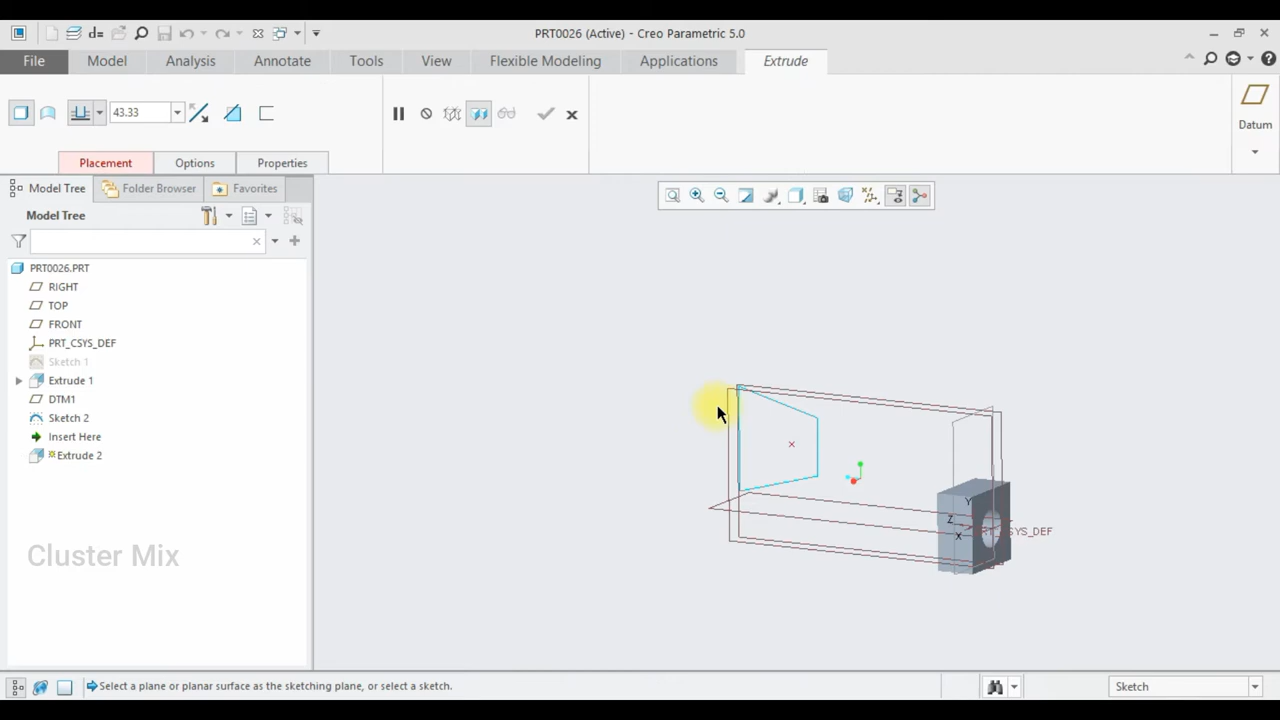 PRT0026 (Active) - Creo Parametric 5.0
File Model Analysis Annotate Tools View Flexible Modeling Applications Extrude
43.33
Datum
Placement Options Properties
Model Tree Folder Browser Favorites
Model Tree
PRT0026.PRT
RIGHT
TOP
FRONT
PRT_CSYS_DEF
Sketch 1
Extrude 1
DTM1
Sketch 2
Insert Here
Extrude 2
Y
Z
X
PRT_CSYS_DEF
Cluster Mix
Select a plane or planar surface as the sketching plane, or select a sketch.
Sketch